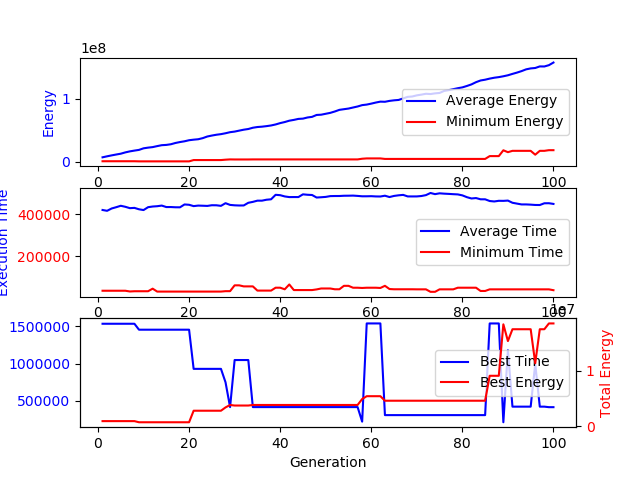 1e8
Energy
1
0
Average Energy
Minimum Energy
0 20 40 60 80 100
Execution Time
400000
200000
Average Time
Minimum Time
0 20 40 60 80 100
1e7
1500000
1000000
500000
Best Time
Best Energy
1
0
Total Energy
0 20 40 60 80 100
Generation